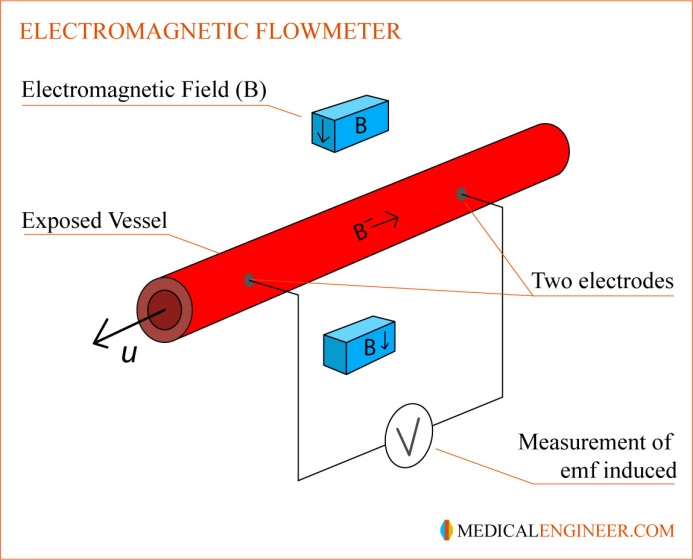 ELECTROMAGNETIC FLOWMETER
Electromagnetic Field (B)
B
Exposed Vessel
B
Two electrodes
u
B
V
Measurement of
emf induced
MEDICALENGINEER.COM